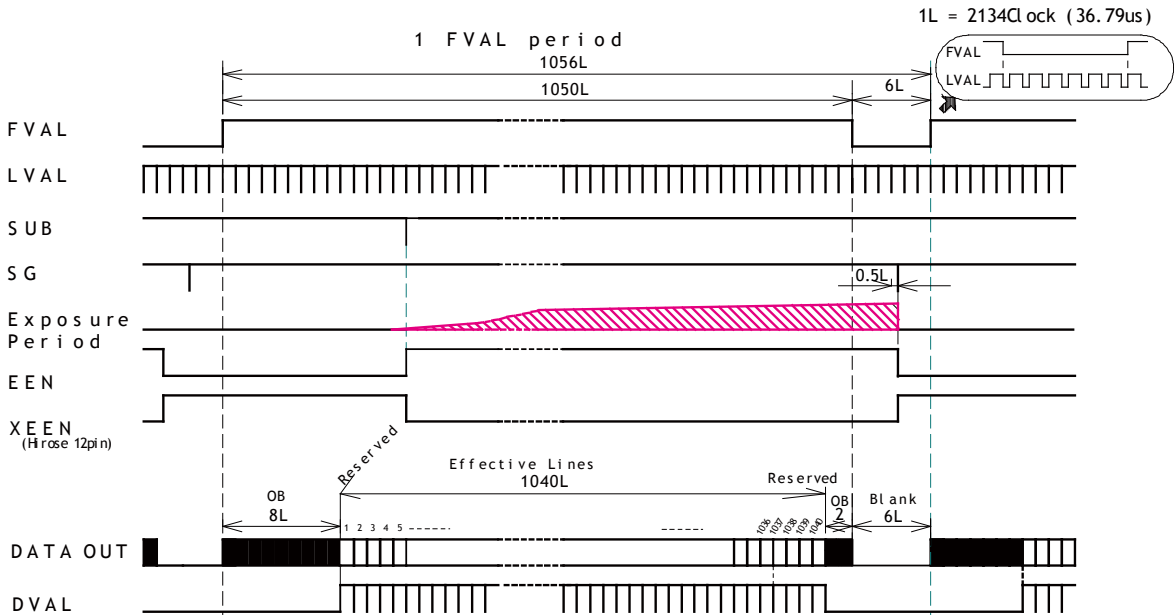 1L = 2134Clock (36.79us)
FVAL
LVAL
1 FVAL period
1056L
1050L
6L
FVAL
LVAL
SUB
SG
0.5L
Exposure
Period
EEN
XEEN
(Hirose 12pin)
Reserved
Effective Lines
1040L
Reserved
OB
8L
OB
2
Blank
6L
1 2 3 4 5
1036 1037 1038 1039 1040
DATA OUT
DVAL